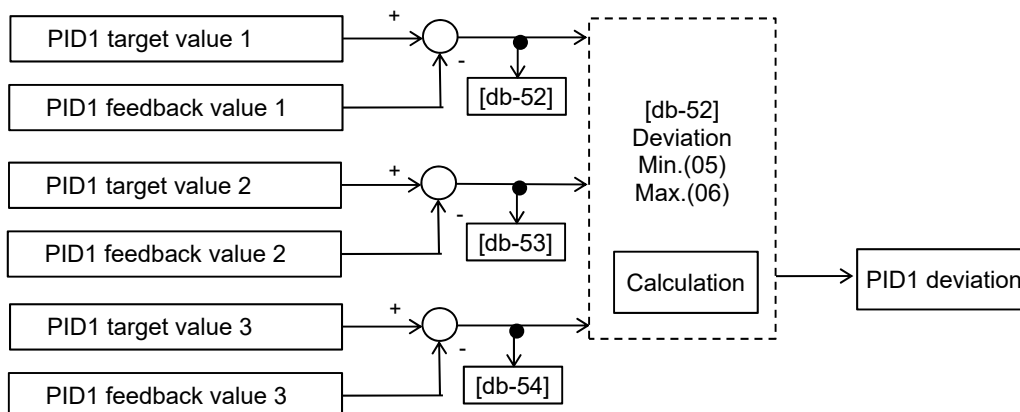 +
PID1 target value 1
-
[db-52]
PID1 feedback value 1
[db-52]
Deviation
Min.(05)
Max.(06)
+
PID1 target value 2
-
[db-53]
PID1 feedback value 2
Calculation
PID1 deviation
+
PID1 target value 3
-
[db-54]
PID1 feedback value 3